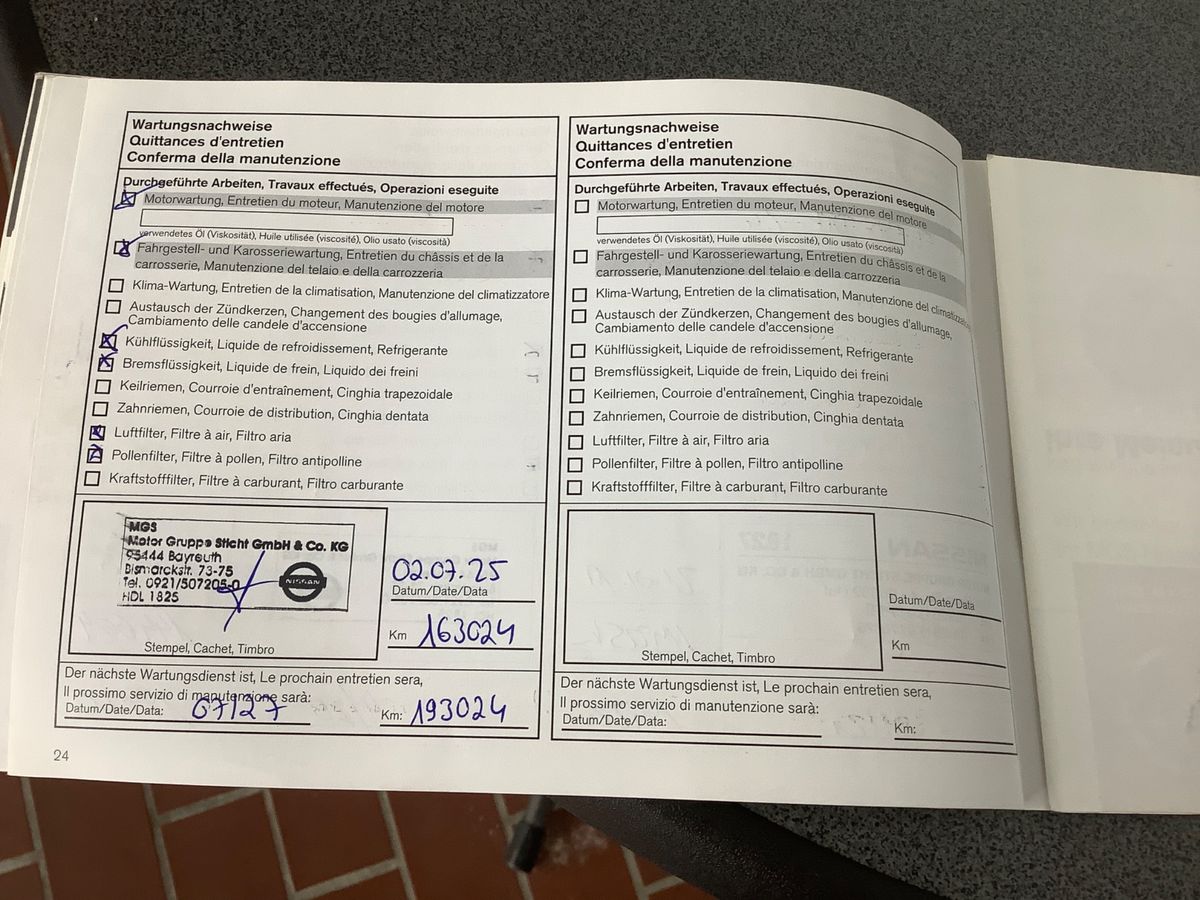 Wartungsnachweise
Quittances d'entretien
Conferma della manutenzione
Durchgeführte Arbeiten, Travaux effectués, Operazioni eseguite
Motorwartung, Entretien du moteur, Manutenzione del motore
verwendetes Öl (Viskosität), Huile utilisée (viscosité), Olio usato (viscosità)
Fahrgestell- und Karosseriewartung, Entretien du châssis et de la
carrosserie, Manutenzione del telaio e della carrozzeria
Klima-Wartung, Entretien de la climatisation, Manutenzione del climatizzatore
Austausch der Zündkerzen, Changement des bougies d'allumage,
Cambiamento delle candele d'accensione
Kühlflüssigkeit, Liquide de refroidissement, Refrigerante
Bremsflüssigkeit, Liquide de frein, Liquido dei freini
Keilriemen, Courroie d'entraînement, Cinghia trapezoidale
Zahnriemen, Courroie de distribution, Cinghia dentata
Luftfilter, Filtre à air, Filtro aria
Pollenfilter, Filtre à pollen, Filtro antipolline
Kraftstofffilter, Filtre à carburant, Filtro carburante
MGS
Motor Gruppe Sticht GmbH & Co. KG
95444 Bayreuth
Bismarckstr. 73-75
Tel. 0921/507205-0
HDL 1825
NISSAN
Stempel, Cachet, Timbro
02.07.25
Datum/Date/Data
Km 163024
Der nächste Wartungsdienst ist, Le prochain entretien sera,
Il prossimo servizio di manutenzione sarà:
Datum/Date/Data: 07/27 Km: 193024
24
Wartungsnachweise
Quittances d'entretien
Conferma della manutenzione
Durchgeführte Arbeiten, Travaux effectués, Operazioni eseguite
Motorwartung, Entretien du moteur, Manutenzione del motore
verwendetes Öl (Viskosität), Huile utilisée (viscosité), Olio usato (viscosità)
Fahrgestell- und Karosseriewartung, Entretien du châssis et de la
carrosserie, Manutenzione del telaio e della carrozzeria
Klima-Wartung, Entretien de la climatisation, Manutenzione del climatizzatore
Austausch der Zündkerzen, Changement des bougies d'allumage,
Cambiamento delle candele d'accensione
Kühlflüssigkeit, Liquide de refroidissement, Refrigerante
Bremsflüssigkeit, Liquide de frein, Liquido dei freini
Keilriemen, Courroie d'entraînement, Cinghia trapezoidale
Zahnriemen, Courroie de distribution, Cinghia dentata
Luftfilter, Filtre à air, Filtro aria
Pollenfilter, Filtre à pollen, Filtro antipolline
Kraftstofffilter, Filtre à carburant, Filtro carburante
Stempel, Cachet, Timbro
Datum/Date/Data
Km
Der nächste Wartungsdienst ist, Le prochain entretien sera,
Il prossimo servizio di manutenzione sarà:
Datum/Date/Data: Km: